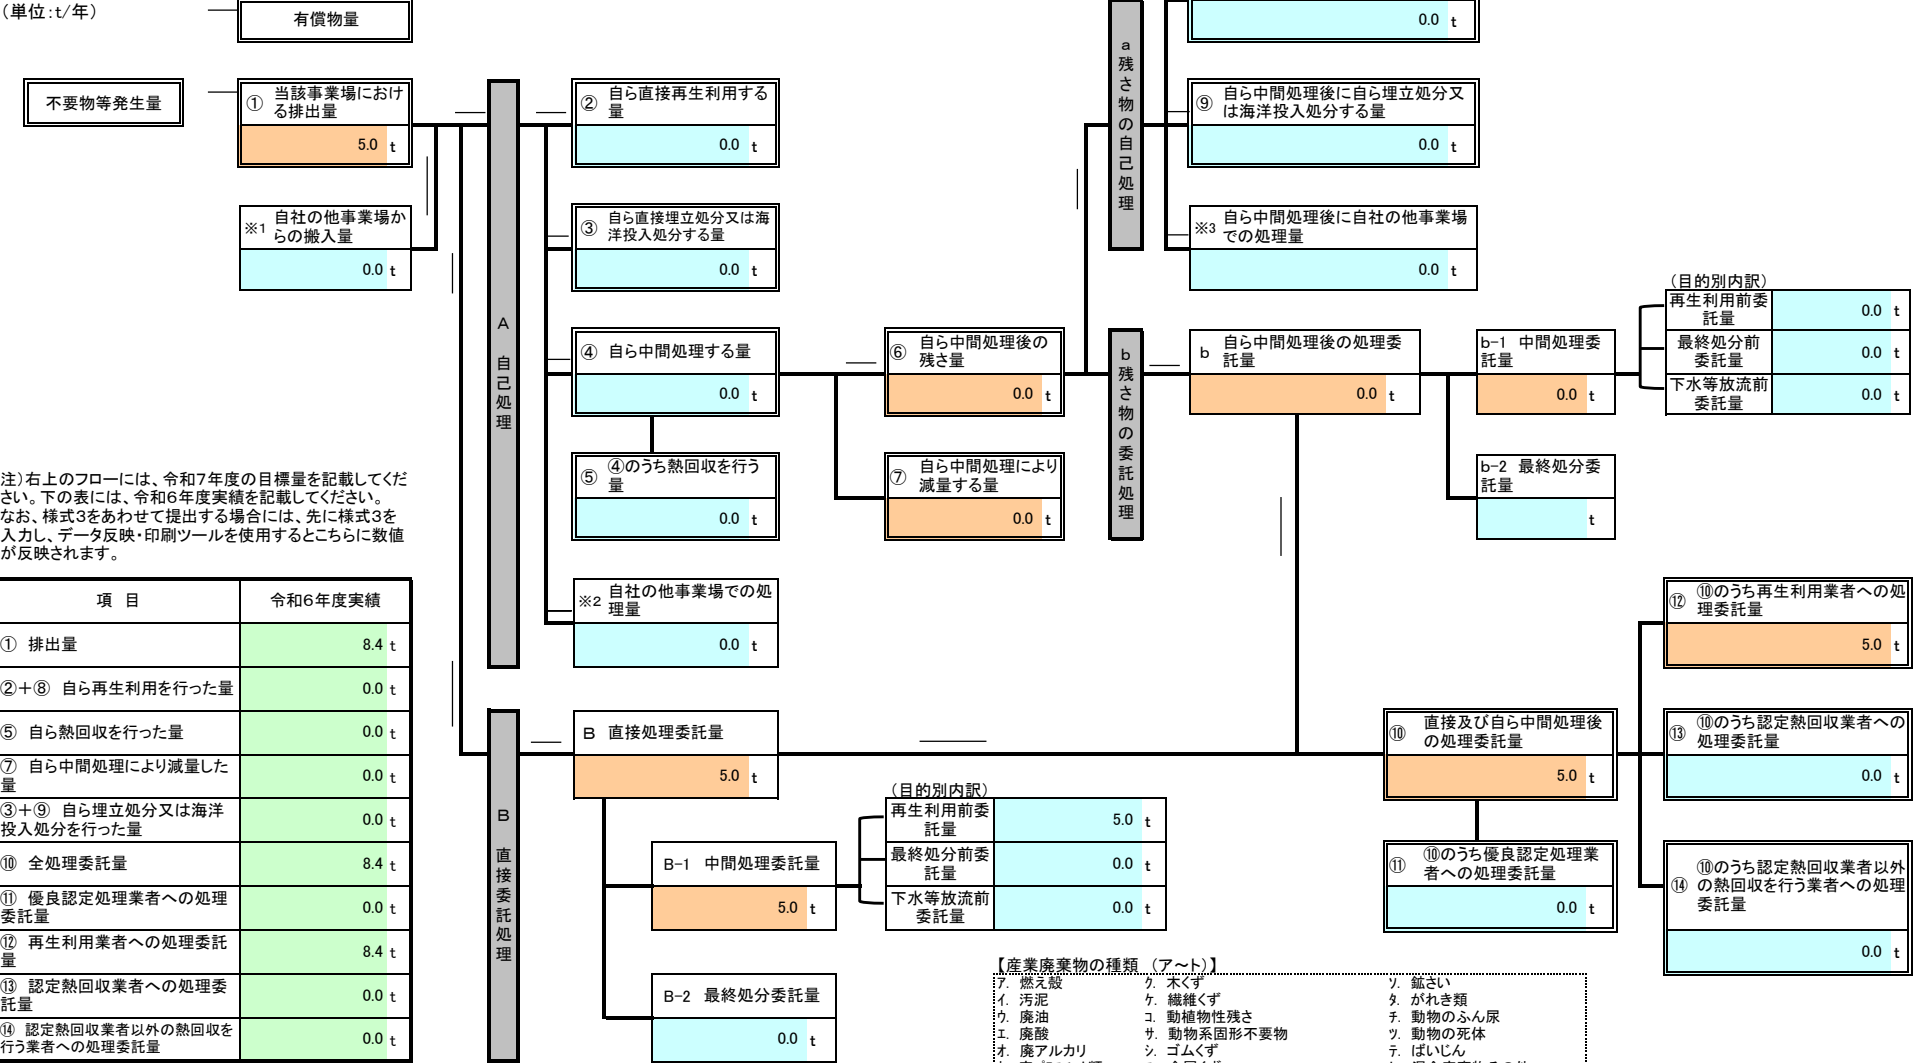 （単位：t/年）
有償物量
不要物等発生量
① 当該事業場におけ
る排出量
5.0 t
※1 自社の他事業場か
らの搬入量
0.0 t
A 自己処理
② 自ら直接再生利用する
量
0.0 t
③ 自ら直接埋立処分又は海
洋投入処分する量
0.0 t
④ 自ら中間処理する量
0.0 t
⑤ ④のうち熱回収を行う
量
0.0 t
※2 自社の他事業場での処
理量
0.0 t
⑥ 自ら中間処理後の
残さ量
0.0 t
⑦ 自ら中間処理により
減量する量
0.0 t
a 残さ物の自己処理
0.0 t
⑨ 自ら中間処理後に自ら埋立処分又
は海洋投入処分する量
0.0 t
※3 自ら中間処理後に自社の他事業場
での処理量
0.0 t
b 残さ物の委託処理
b 自ら中間処理後の処理委
託量
0.0 t
b-1 中間処理委
託量
0.0 t
b-2 最終処分委
託量
t
（目的別内訳）
再生利用前委
託量
0.0 t
最終処分前
委託量
0.0 t
下水等放流前
委託量
0.0 t
注）右上のフローには、令和7年度の目標量を記載してくだ
さい。下の表には、令和6年度実績を記載してください。
なお、様式3をあわせて提出する場合には、先に様式3を
入力し、データ反映・印刷ツールを使用するとこちらに数値
が反映されます。
項 目 令和6年度実績
① 排出量 8.4 t
②＋⑧ 自ら再生利用を行った量 0.0 t
⑤ 自ら熱回収を行った量 0.0 t
⑦ 自ら中間処理により減量した
量 0.0 t
③＋⑨ 自ら埋立処分又は海洋
投入処分を行った量 0.0 t
⑩ 全処理委託量 8.4 t
⑪ 優良認定処理業者への処理
委託量 0.0 t
⑫ 再生利用業者への処理委託
量 8.4 t
⑬ 認定熱回収業者への処理委
託量 0.0 t
⑭ 認定熱回収業者以外の熱回収を
行う業者への処理委託量 0.0 t
B 直接委託処理
B 直接処理委託量
5.0 t
B-1 中間処理委託量
5.0 t
B-2 最終処分委託量
0.0 t
（目的別内訳）
再生利用前委
託量
5.0 t
最終処分前委
託量
0.0 t
下水等放流前
委託量
0.0 t
⑩ 直接及び自ら中間処理後
の処理委託量
5.0 t
⑪ ⑩のうち優良認定処理業
者への処理委託量
0.0 t
⑫ ⑩のうち再生利用業者への処
理委託量
5.0 t
⑬ ⑩のうち認定熱回収業者への
処理委託量
0.0 t
⑭ ⑩のうち認定熱回収業者以外
の熱回収を行う業者への処理
委託量
0.0 t
【産業廃棄物の種類 （ア～ト）】
ア. 燃え殻 ク. 木くず ソ. 鉱さい
イ. 汚泥 ケ. 繊維くず タ. がれき類
ウ. 廃油 コ. 動植物性残さ チ. 動物のふん尿
エ. 廃酸 サ. 動物系固形不要物 ツ. 動物の死体
オ. 廃アルカリ シ. ゴムくず テ. ばいじん